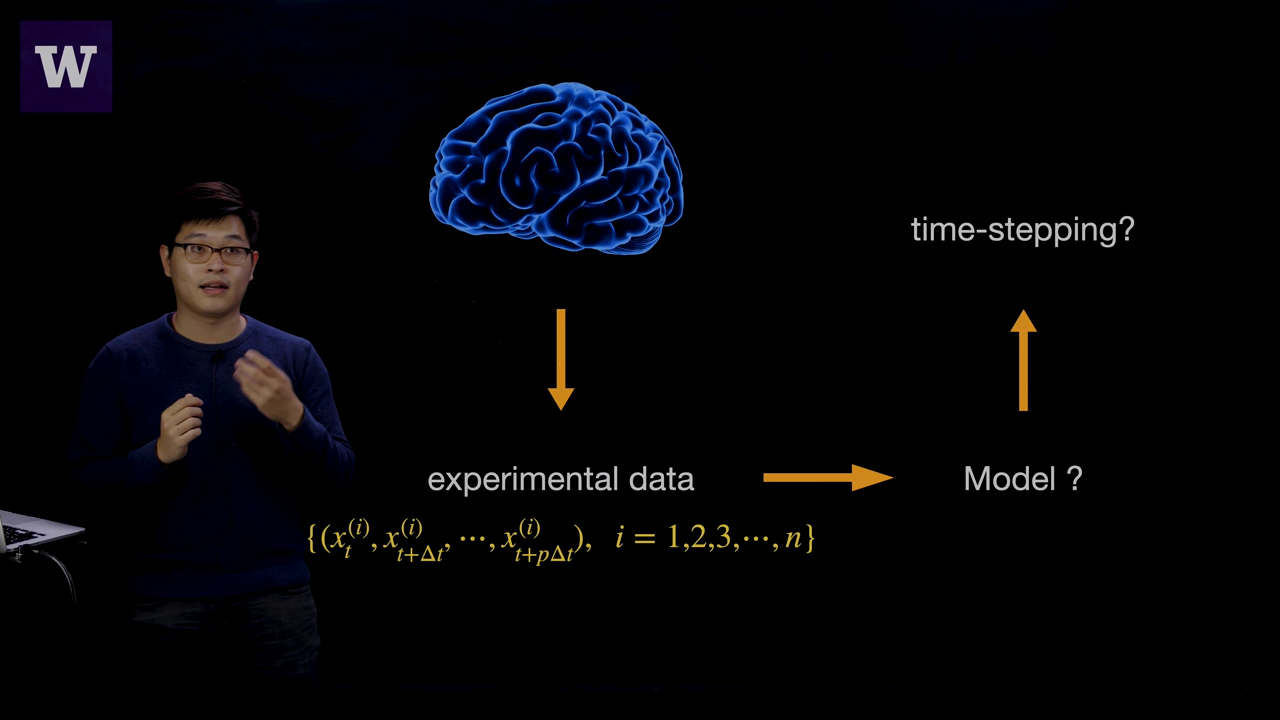 W
time-stepping?
experimental data
Model ?
{(x_t^{(i)}, x_{t+Δt}^{(i)}, ⋯, x_{t+pΔt}^{(i)}), i = 1,2,3,⋯, n}